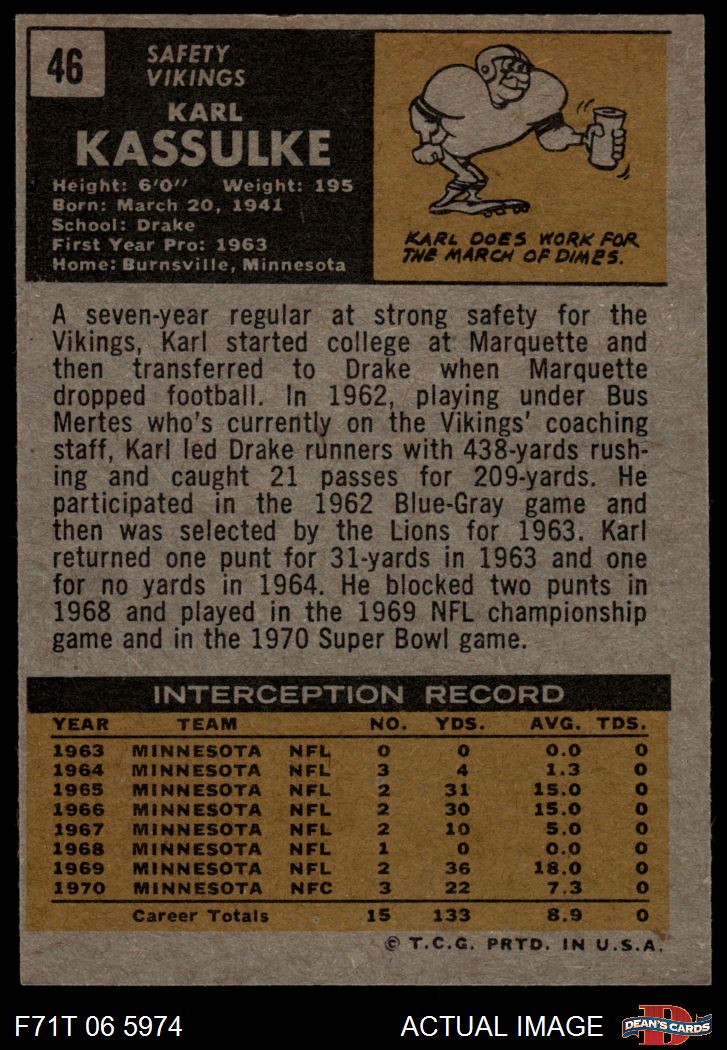 46
SAFETY
VIKINGS
KARL
KASSULKE
Height: 6'0" Weight: 195
Born: March 20, 1941
School: Drake
First Year Pro: 1963
Home: Burnsville, Minnesota
KARL DOES WORK FOR
THE MARCH OF DIMES.
A seven-year regular at strong safety for the
Vikings, Karl started college at Marquette and
then transferred to Drake when Marquette
dropped football. In 1962, playing under Bus
Mertes who's currently on the Vikings' coaching
staff, Karl led Drake runners with 438-yards rush-
ing and caught 21 passes for 209-yards. He
participated in the 1962 Blue-Gray game and
then was selected by the Lions for 1963. Karl
returned one punt for 31-yards in 1963 and one
for no yards in 1964. He blocked two punts in
1968 and played in the 1969 NFL championship
game and in the 1970 Super Bowl game.
INTERCEPTION RECORD
YEAR TEAM NO. YDS. AVG. TDS.
1963 MINNESOTA NFL 0 0 0.0 0
1964 MINNESOTA NFL 3 4 1.3 0
1965 MINNESOTA NFL 2 31 15.0 0
1966 MINNESOTA NFL 2 30 15.0 0
1967 MINNESOTA NFL 2 10 5.0 0
1968 MINNESOTA NFL 1 0 0.0 0
1969 MINNESOTA NFL 2 36 18.0 0
1970 MINNESOTA NFC 3 22 7.3 0
Career Totals 15 133 8.9 0
© T.C.G. PRTD. IN U.S.A.
F71T 06 5974 ACTUAL IMAGE
D
DEAN'S CARDS